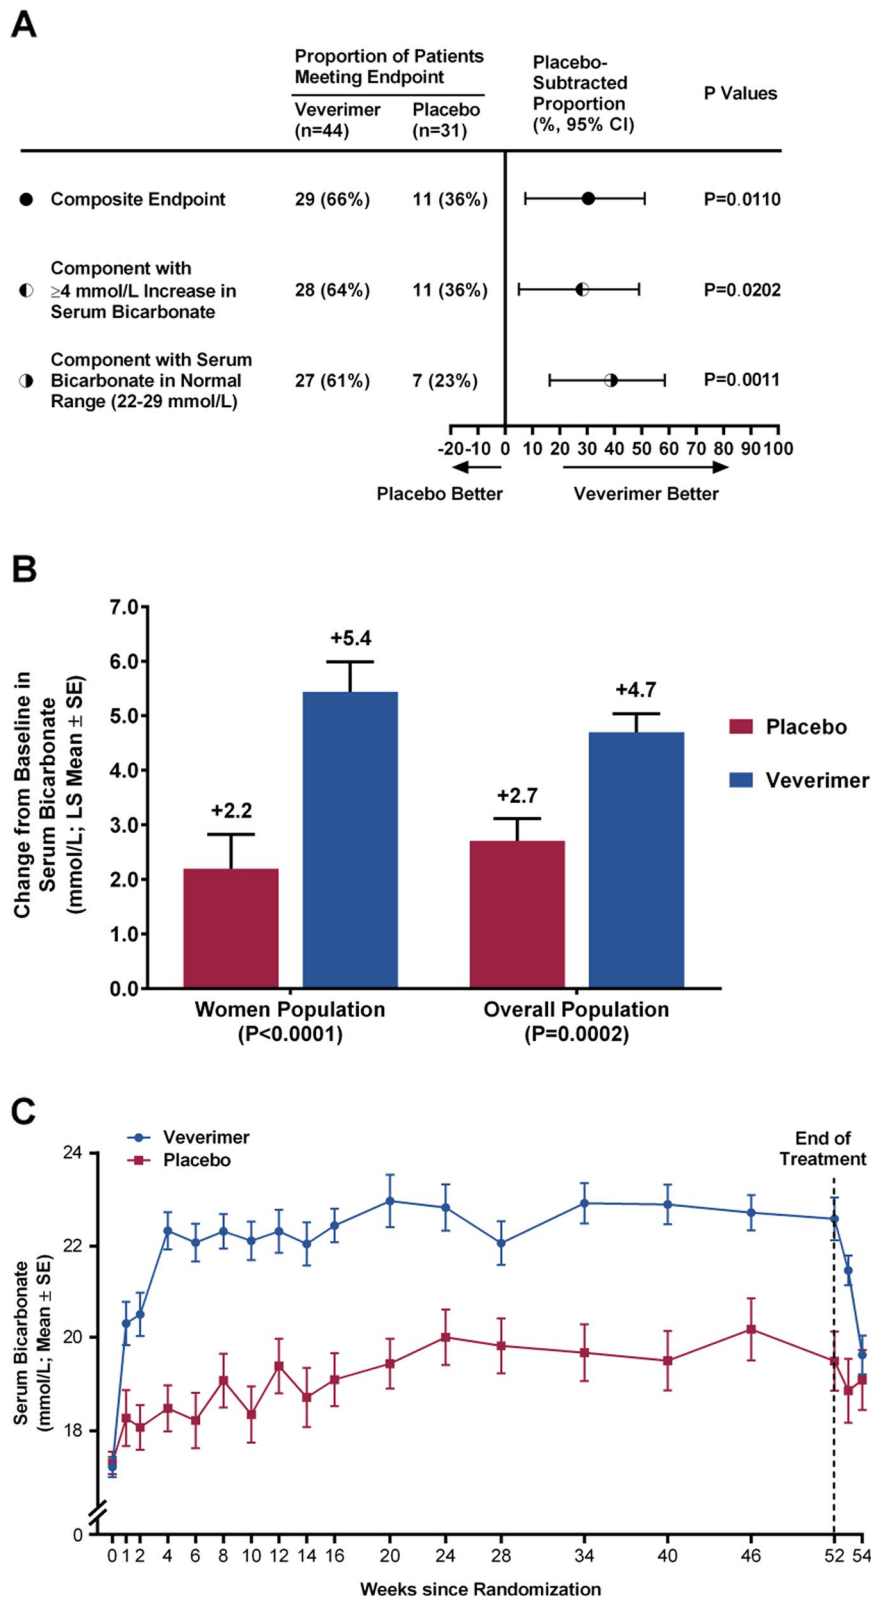 A
Proportion of Patients
Meeting Endpoint
Veverimer
(n=44)
Placebo
(n=31)
Placebo-
Subtracted
Proportion
(%, 95% CI)
P Values
Composite Endpoint
29 (66%)
11 (36%)
P=0.0110
Component with
≥4 mmol/L Increase in
Serum Bicarbonate
28 (64%)
11 (36%)
P=0.0202
Component with Serum
Bicarbonate in Normal
Range (22-29 mmol/L)
27 (61%)
7 (23%)
P=0.0011
-20 -10 0 10 20 30 40 50 60 70 80 90 100
Placebo Better
Veverimer Better
B
Change from Baseline in
Serum Bicarbonate
(mmol/L; LS Mean ± SE)
7.0
6.0
5.0
4.0
3.0
2.0
1.0
0.0
+2.2
+5.4
+2.7
+4.7
Placebo
Veverimer
Women Population
(P<0.0001)
Overall Population
(P=0.0002)
C
Veverimer
Placebo
End of
Treatment
Serum Bicarbonate
(mmol/L; Mean ± SE)
24
22
20
18
0
0 1 2 4 6 8 10 12 14 16 20 24 28 34 40 46 52 54
Weeks since Randomization